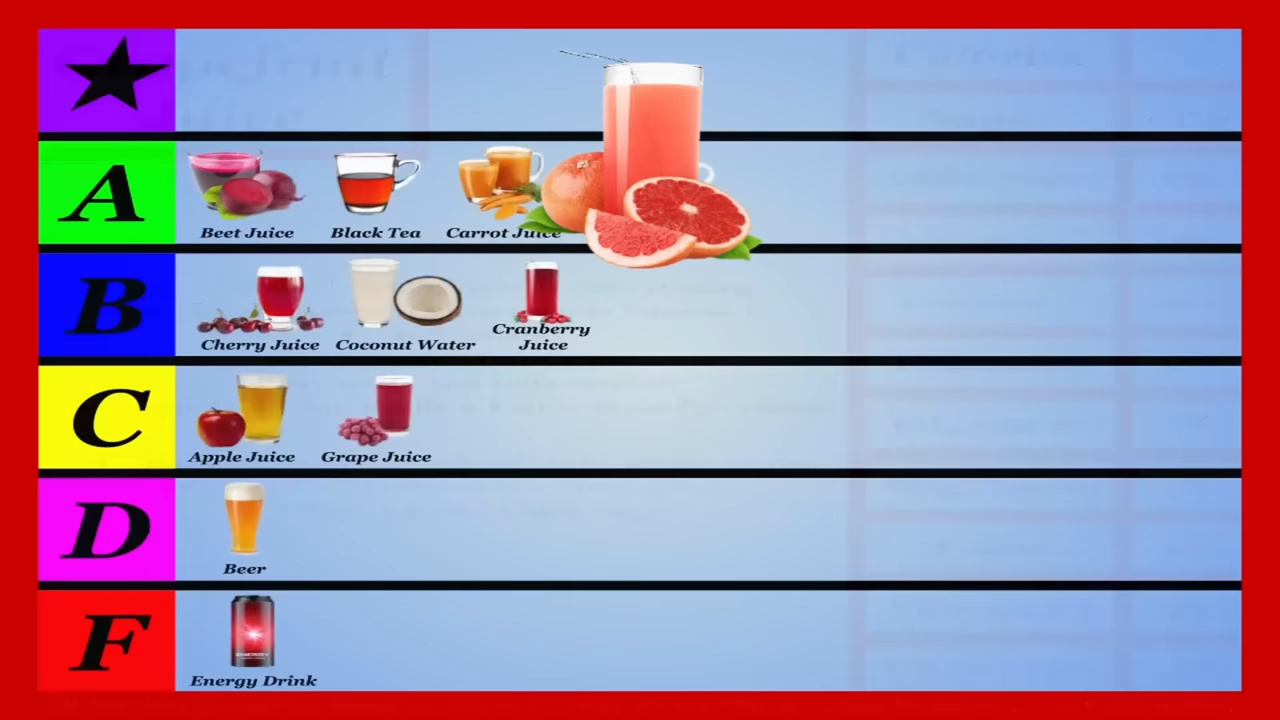 A
Beet Juice
Black Tea
Carrot Juice
B
Cherry Juice
Coconut Water
Cranberry
Juice
C
Apple Juice
Grape Juice
D
Beer
F
ENERGY
Energy Drink